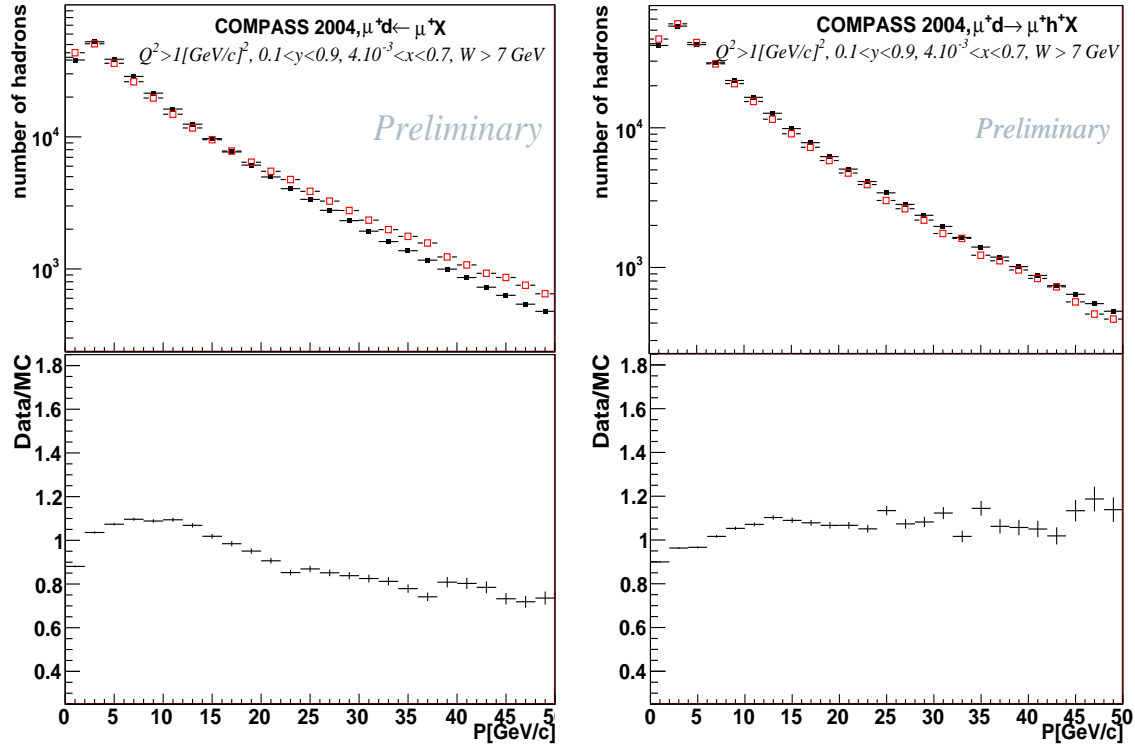 COMPASS 2004, μ⁺d← μ⁺X
Q²>1[GeV/c]², 0.1<y<0.9, 4.10⁻³<x<0.7, W > 7 GeV
Preliminary
number of hadrons
10⁴
10³
Data/MC
1.8
1.6
1.4
1.2
1
0.8
0.6
0.4
0 5 10 15 20 25 30 35 40 45 50
P[GeV/c]
COMPASS 2004, μ⁺d→ μ⁺h⁺X
Q²>1[GeV/c]², 0.1<y<0.9, 4.10⁻³<x<0.7, W > 7 GeV
Preliminary
number of hadrons
10⁴
10³
Data/MC
1.8
1.6
1.4
1.2
1
0.8
0.6
0.4
0 5 10 15 20 25 30 35 40 45 50
P[GeV/c]